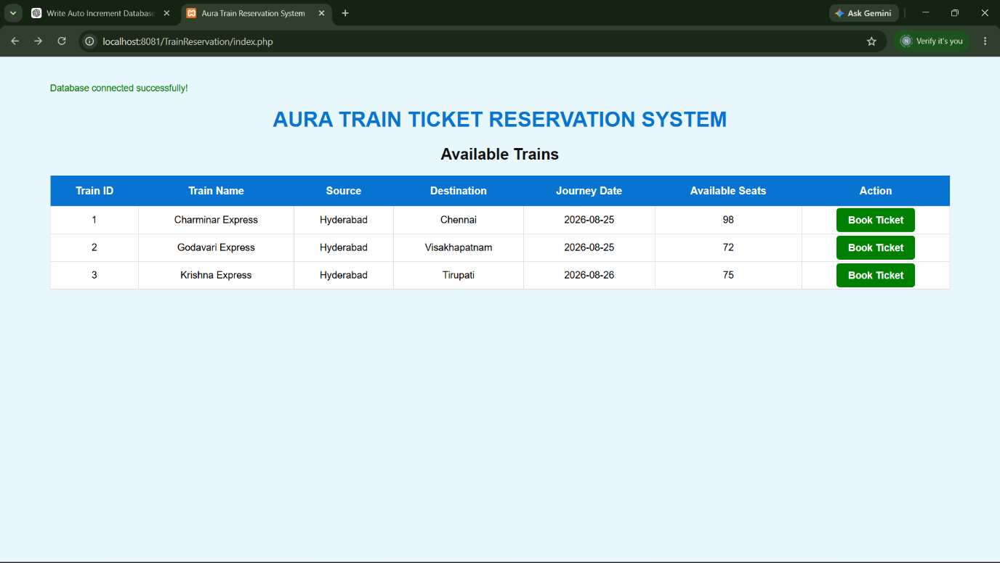 Write Auto Increment Databas
Aura Train Reservation System
Ask Gemini
localhost:8081/TrainReservation/index.php
N
Verify it's you
Database connected successfully!
AURA TRAIN TICKET RESERVATION SYSTEM
Available Trains
Train ID Train Name Source Destination Journey Date Available Seats Action
1 Charminar Express Hyderabad Chennai 2026-08-25 98 Book Ticket
2 Godavari Express Hyderabad Visakhapatnam 2026-08-25 72 Book Ticket
3 Krishna Express Hyderabad Tirupati 2026-08-26 75 Book Ticket